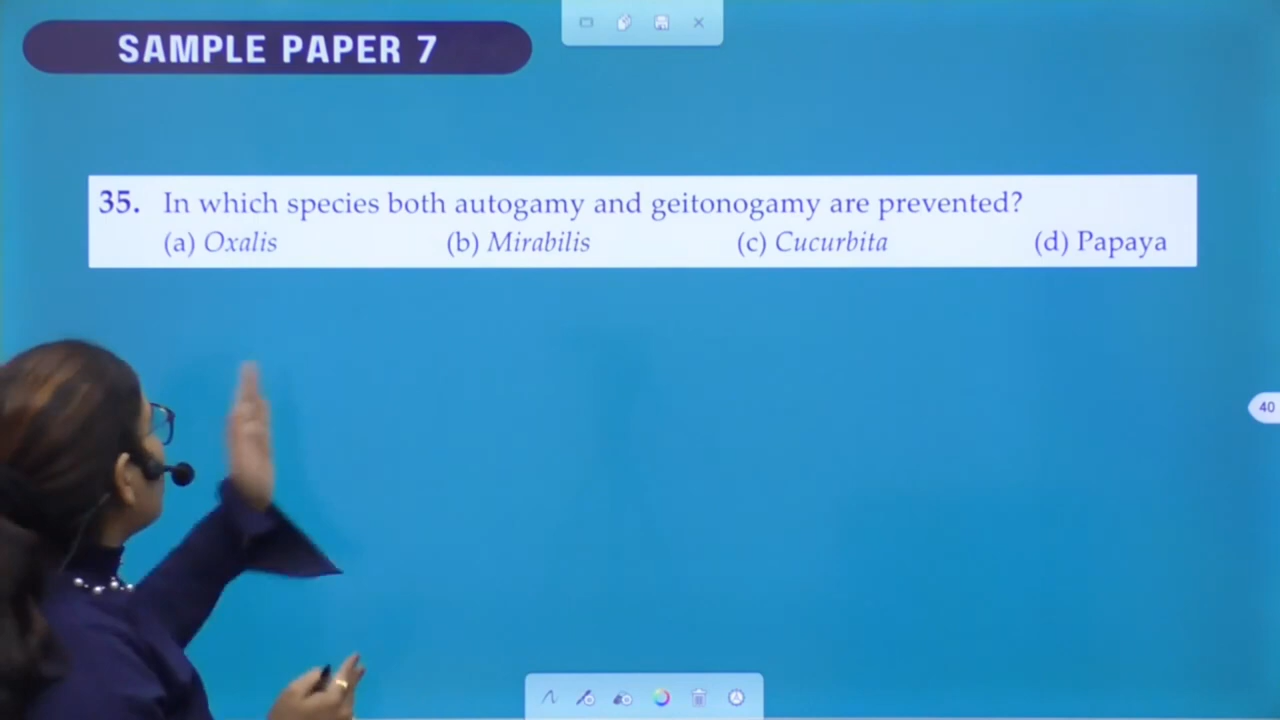 SAMPLE PAPER 7
35. In which species both autogamy and geitonogamy are prevented?
(a) Oxalis (b) Mirabilis (c) Cucurbita (d) Papaya
40